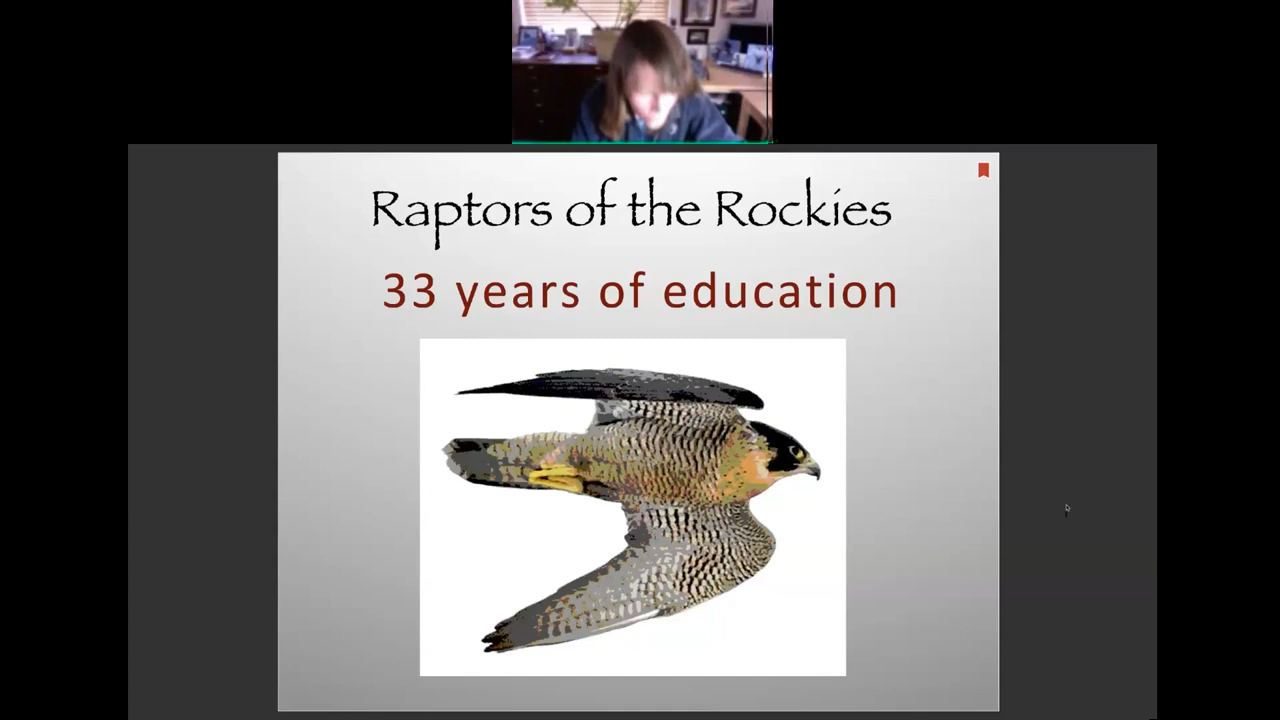 Raptors of the Rockies
33 years of education